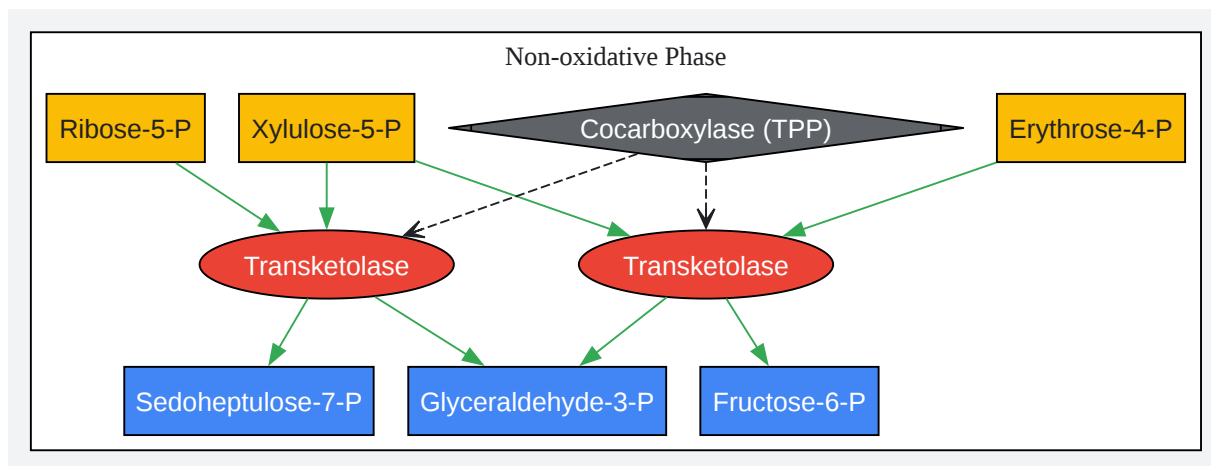 Non-oxidative Phase
Ribose-5-P
Xylulose-5-P
Cocarboxylase (TPP)
Erythrose-4-P
Transketolase
Transketolase
Sedoheptulose-7-P
Glyceraldehyde-3-P
Fructose-6-P